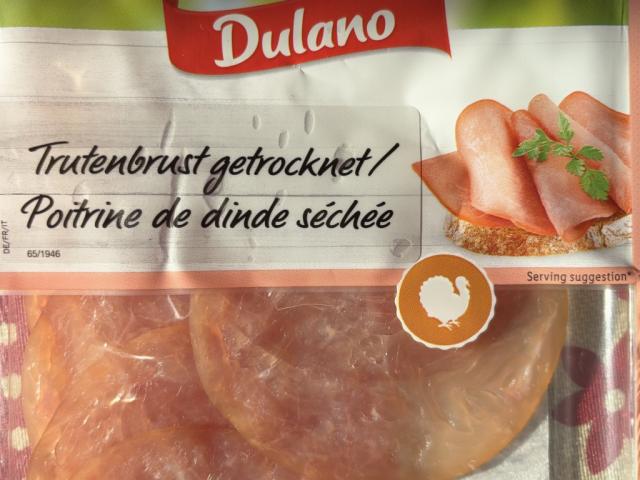 Dulano
Trutenbrust getrocknet/
Poitrine de dinde séchée
DE/FR/IT
65/1946
Serving suggestion*